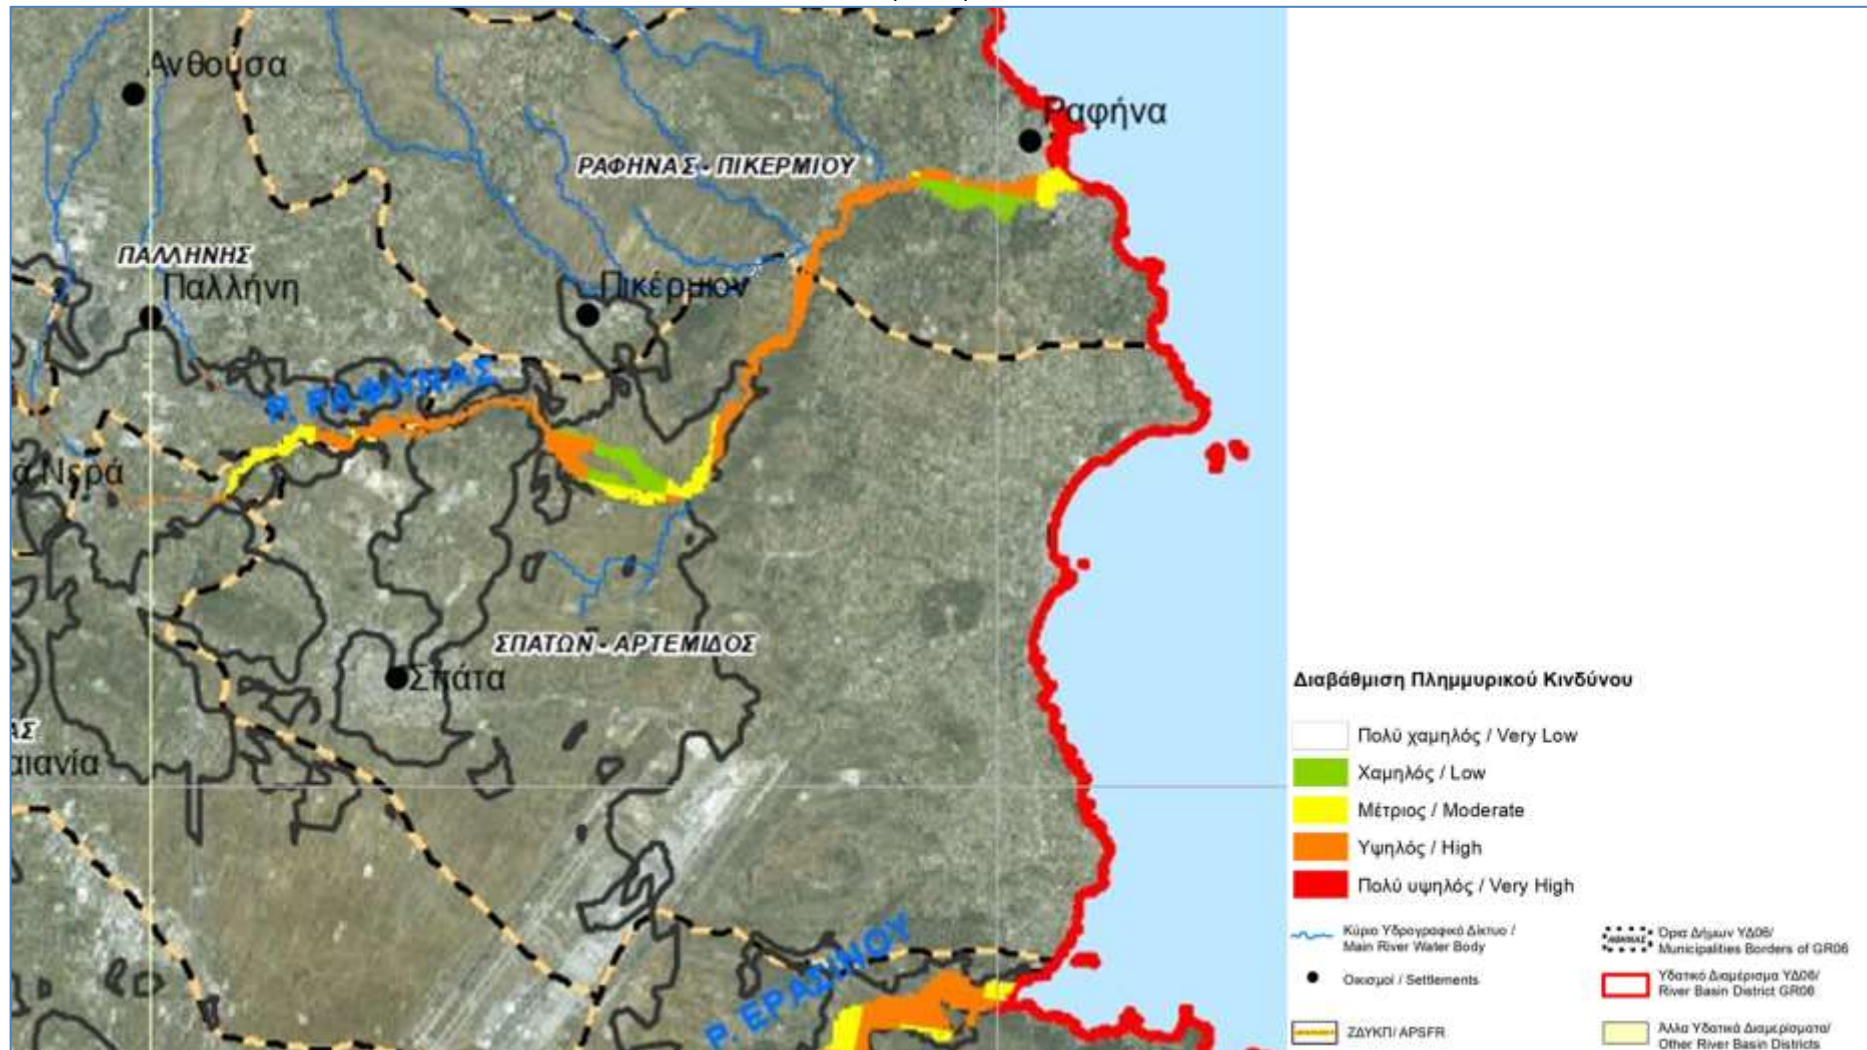 Ανθούσα
Ραφήνα
ΡΑΦΗΝΑΣ - ΠΙΚΕΡΜΙΟΥ
ΠΑΛΛΗΝΗΣ
Παλλήνη
Πικέρμιον
Ρ. ΡΑΦΗΝΑΣ
ά Νερά
ΣΠΑΤΩΝ - ΑΡΤΕΜΙΔΟΣ
Σπάτα
ΑΣ
αιανία
Ρ. ΕΡΑΣΙΝΟΥ
Διαβάθμιση Πλημμυρικού Κινδύνου
Πολύ χαμηλός / Very Low
Χαμηλός / Low
Μέτριος / Moderate
Υψηλός / High
Πολύ υψηλός / Very High
Κύριο Υδρογραφικό Δίκτυο /
Main River Water Body
Οικισμοί / Settlements
ΖΔΥΚΠ/ APSFR
Όρια Δήμων ΥΔ06/
Municipalities Borders of GR06
Υδατικό Διαμέρισμα ΥΔ06/
River Basin District GR06
Άλλα Υδατικά Διαμερίσματα/
Other River Basin Districts